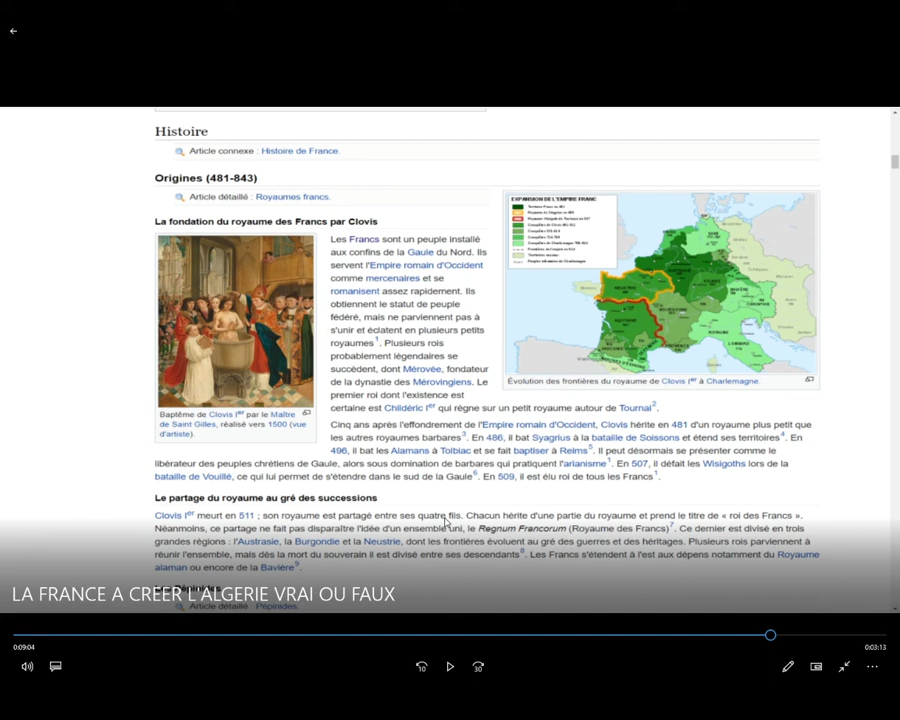 Histoire
Article connexe : Histoire de France.
Origines (481-843)
Article détaillé : Royaumes francs.
La fondation du royaume des Francs par Clovis
Les Francs sont un peuple installé
aux confins de la Gaule du Nord. Ils
servent l'Empire romain d'Occident
comme mercenaires et se
romanisent assez rapidement. Ils
obtiennent le statut de peuple
fédéré, mais ne parviennent pas à
s'unir et éclatent en plusieurs petits
royaumes1. Plusieurs rois
probablement légendaires se
succèdent, dont Mérovée, fondateur
de la dynastie des Mérovingiens. Le
premier roi dont l'existence est
certaine est Childéric Ier qui règne sur un petit royaume autour de Tournai2.
Baptême de Clovis Ier par le Maître
de Saint Gilles, réalisé vers 1500 (vue
d'artiste).
EXPANSION DE L'EMPIRE FRANC
Évolution des frontières du royaume de Clovis Ier à Charlemagne.
Cinq ans après l'effondrement de l'Empire romain d'Occident, Clovis hérite en 481 d'un royaume plus petit que
les autres royaumes barbares3. En 486, il bat Syagrius à la bataille de Soissons et étend ses territoires4. En
496, il bat les Alamans à Tolbiac et se fait baptiser à Reims5. Il peut désormais se présenter comme le
libérateur des peuples chrétiens de Gaule, alors sous domination de barbares qui pratiquent l'arianisme1. En 507, il défait les Wisigoths lors de la
bataille de Vouillé, ce qui lui permet de s'étendre dans le sud de la Gaule6. En 509, il est élu roi de tous les Francs1.
Le partage du royaume au gré des successions
Clovis Ier meurt en 511 ; son royaume est partagé entre ses quatre fils. Chacun hérite d'une partie du royaume et prend le titre de « roi des Francs ».
Néanmoins, ce partage ne fait pas disparaître l'idée d'un ensemble uni, le Regnum Francorum (Royaume des Francs)7. Ce dernier est divisé en trois
grandes régions : l'Austrasie, la Burgondie et la Neustrie, dont les frontières évoluent au gré des guerres et des héritages. Plusieurs rois parviennent à
réunir l'ensemble, mais dès la mort du souverain il est divisé entre ses descendants8. Les Francs s'étendent à l'est aux dépens notamment du Royaume
alaman ou encore de la Bavière9.
LA FRANCE A CREER L'ALGERIE VRAI OU FAUX
Article détaillé : Pépinides.
0:09:04
0:03:13
10
30